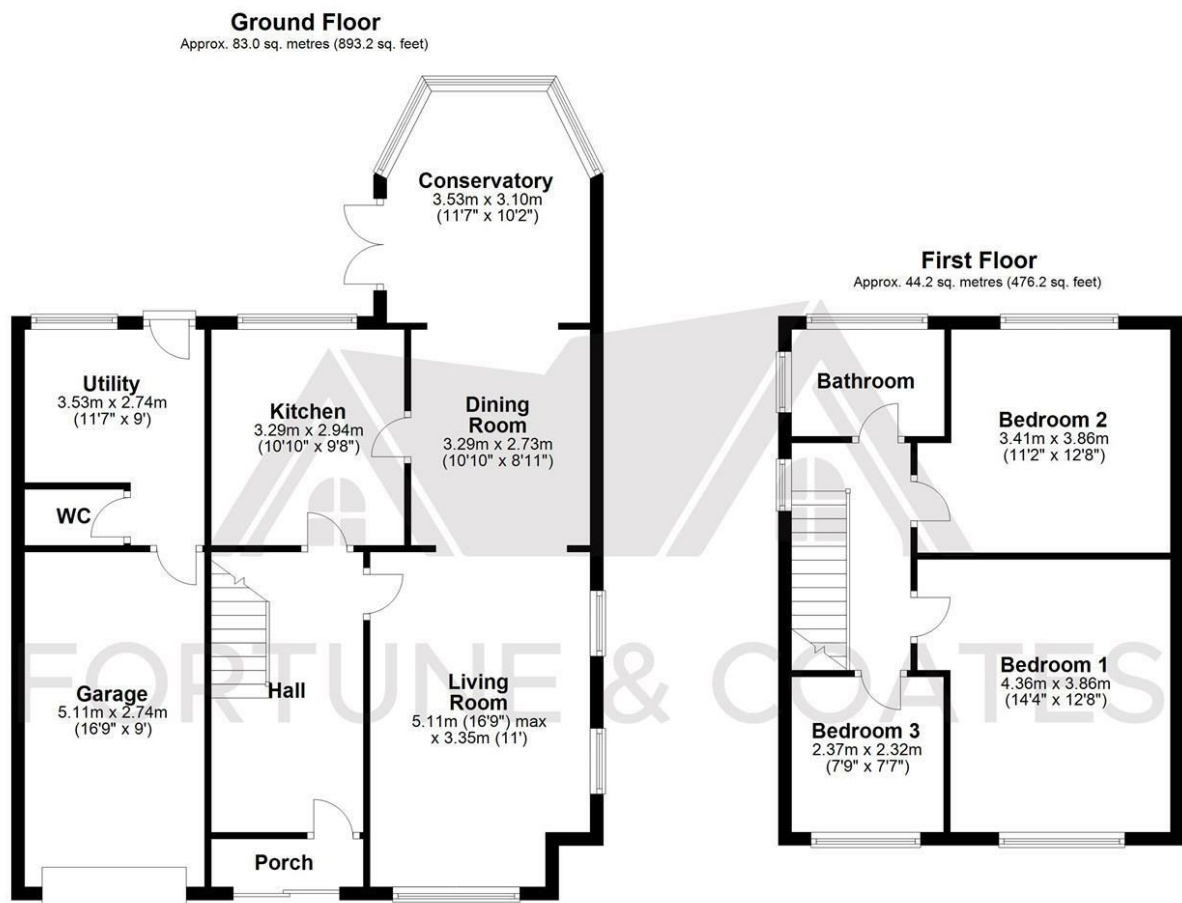 Ground Floor
Approx. 83.0 sq. metres (893.2 sq. feet)
Conservatory
3.53m x 3.10m
(11'7" x 10'2")
Utility
3.53m x 2.74m
(11'7" x 9')
Kitchen
3.29m x 2.94m
(10'10" x 9'8")
Dining
Room
3.29m x 2.73m
(10'10" x 8'11")
WC
Garage
5.11m x 2.74m
(16'9" x 9')
Hall
Living
Room
5.11m (16'9") max
x 3.35m (11')
Porch
First Floor
Approx. 44.2 sq. metres (476.2 sq. feet)
Bathroom
Bedroom 2
3.41m x 3.86m
(11'2" x 12'8")
Bedroom 1
4.36m x 3.86m
(14'4" x 12'8")
Bedroom 3
2.37m x 2.32m
(7'9" x 7'7")
FORTUNE & COATES